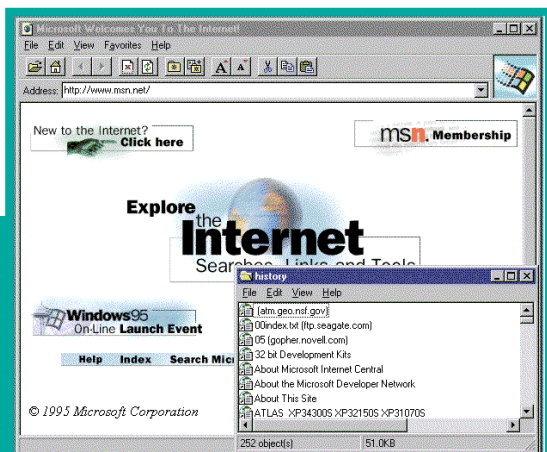 Microsoft Welcomes You To The Internet!
File Edit View Favorites Help
Address: http://www.msn.net/
New to the Internet?
Click here
msn. Membership
Explore
the
Internet
Searches, Links and Tools
Windows95
On-Line Launch Event
Help Index Search Micr
© 1995 Microsoft Corporation
history
File Edit View Help
(atm.geo.nsf.gov)
00index.txt (ftp.seagate.com)
05 (gopher.novell.com)
32 bit Development Kits
About Microsoft Internet Central
About the Microsoft Developer Network
About This Site
ATLAS XP34300S XP32150S XP31070S
252 object(s) 51.0KB